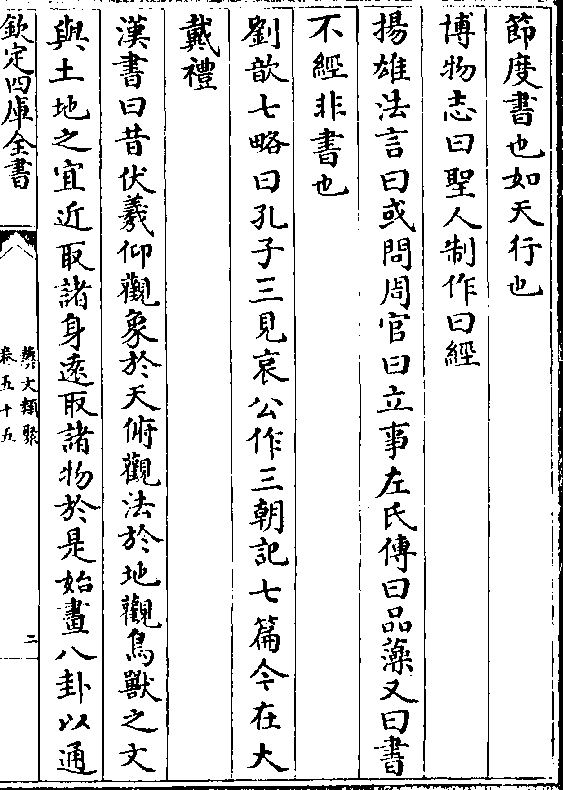 節度書也如天行也
博物志曰聖人制作曰經
揚雄法言曰或問周官曰立事左氏傳曰品藻又曰書
不經非書也
劉歆七略曰孔子三見哀公作三朝記七篇今在大
戴禮
漢書曰昔伏羲仰觀象於天俯觀法於地觀鳥獸之文
與土地之宜近取諸身遠取諸物於是始畫八卦以通
欽定四庫全書
藝文類聚
卷五十五
二